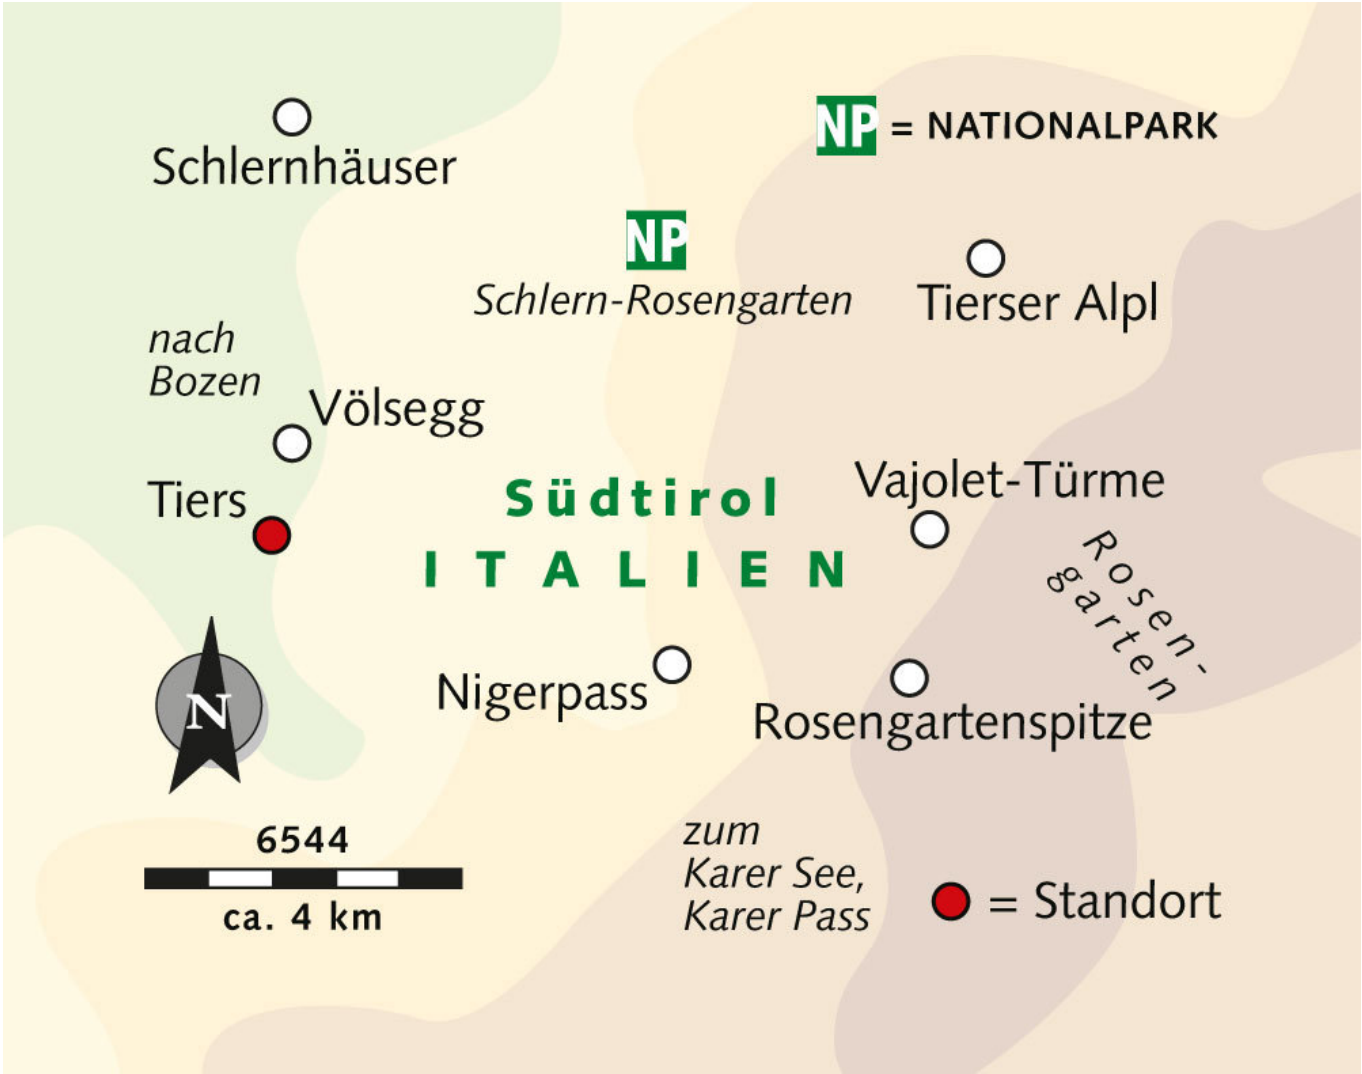 Schlernhäuser
NP = NATIONALPARK
NP
Schlern-Rosengarten
Tierser Alpl
nach
Bozen
Völsegg
Tiers
Südtirol
ITALIEN
Vajolet-Türme
Rosen-
garten
Nigerpass
Rosengartenspitze
N
6544
ca. 4 km
zum
Karer See,
Karer Pass
= Standort